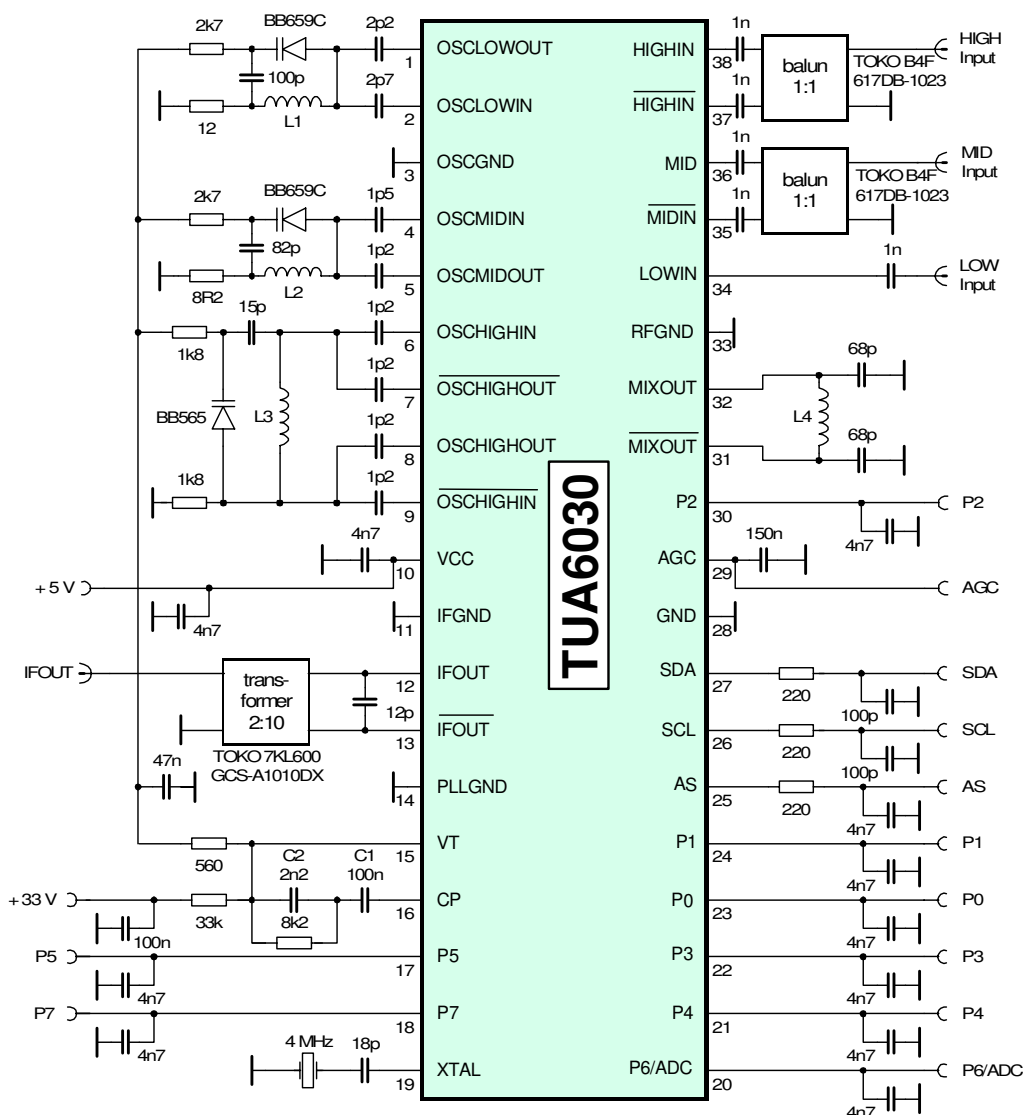 2k7
BB659C
2p2
OSCLOWOUT
1
100p
2p7
12
L1
OSCLOWIN
2
OSCGND
3
2k7
BB659C
1p5
OSCMIDIN
4
82p
1p2
8R2
L2
OSCMIDOUT
5
15p
1p2
1k8
OSCHIGHIN
6
1p2
OSCHIGHOUT
7
BB565
L3
1p2
OSCHIGHOUT
8
1k8
1p2
OSCHIGHIN
9
4n7
VCC
10
+ 5 V
4n7
IFGND
11
IFOUT
trans-
former
2:10
TOKO 7KL600
GCS-A1010DX
12p
IFOUT
12
IFOUT
13
47n
PLLGND
14
560
VT
15
C2
2n2
C1
100n
+ 33 V
33k
8k2
CP
16
100n
P5
P5
17
4n7
P7
P7
18
4n7
4 MHz
18p
XTAL
19
TUA6030
HIGHIN
38
1n
balun
1:1
TOKO B4F
617DB-1023
HIGH
Input
HIGHIN
37
1n
MID
36
1n
balun
1:1
TOKO B4F
617DB-1023
MID
Input
MIDIN
35
1n
LOWIN
34
1n
LOW
Input
RFGND
33
MIXOUT
32
68p
L4
MIXOUT
31
68p
P2
30
4n7
P2
AGC
29
150n
AGC
GND
28
SDA
27
220
100p
SDA
SCL
26
220
100p
SCL
AS
25
220
4n7
AS
P1
24
4n7
P1
P0
23
4n7
P0
P3
22
4n7
P3
P4
21
4n7
P4
P6/ADC
20
4n7
P6/ADC